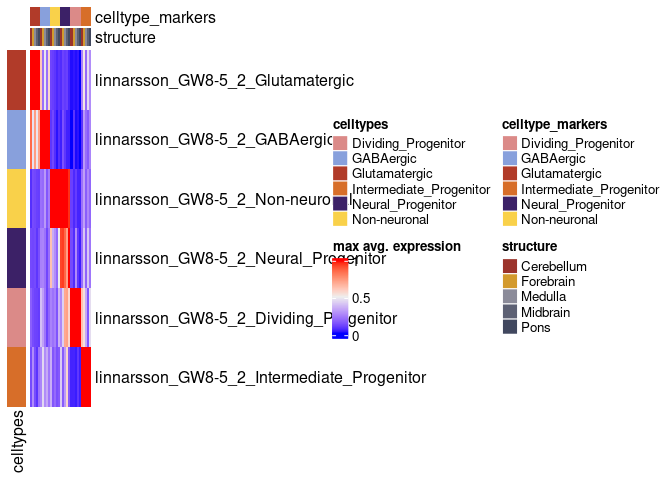 celltype_markers
structure
linnarsson_GW8-5_2_Glutamatergic
linnarsson_GW8-5_2_GABAergic
linnarsson_GW8-5_2_Non-neuronal
linnarsson_GW8-5_2_Neural_Progenitor
linnarsson_GW8-5_2_Dividing_Progenitor
linnarsson_GW8-5_2_Intermediate_Progenitor
celltypes
celltypes
Dividing_Progenitor
GABAergic
Glutamatergic
Intermediate_Progenitor
Neural_Progenitor
Non-neuronal
max avg. expression
1
0.5
0
celltype_markers
Dividing_Progenitor
GABAergic
Glutamatergic
Intermediate_Progenitor
Neural_Progenitor
Non-neuronal
structure
Cerebellum
Forebrain
Medulla
Midbrain
Pons